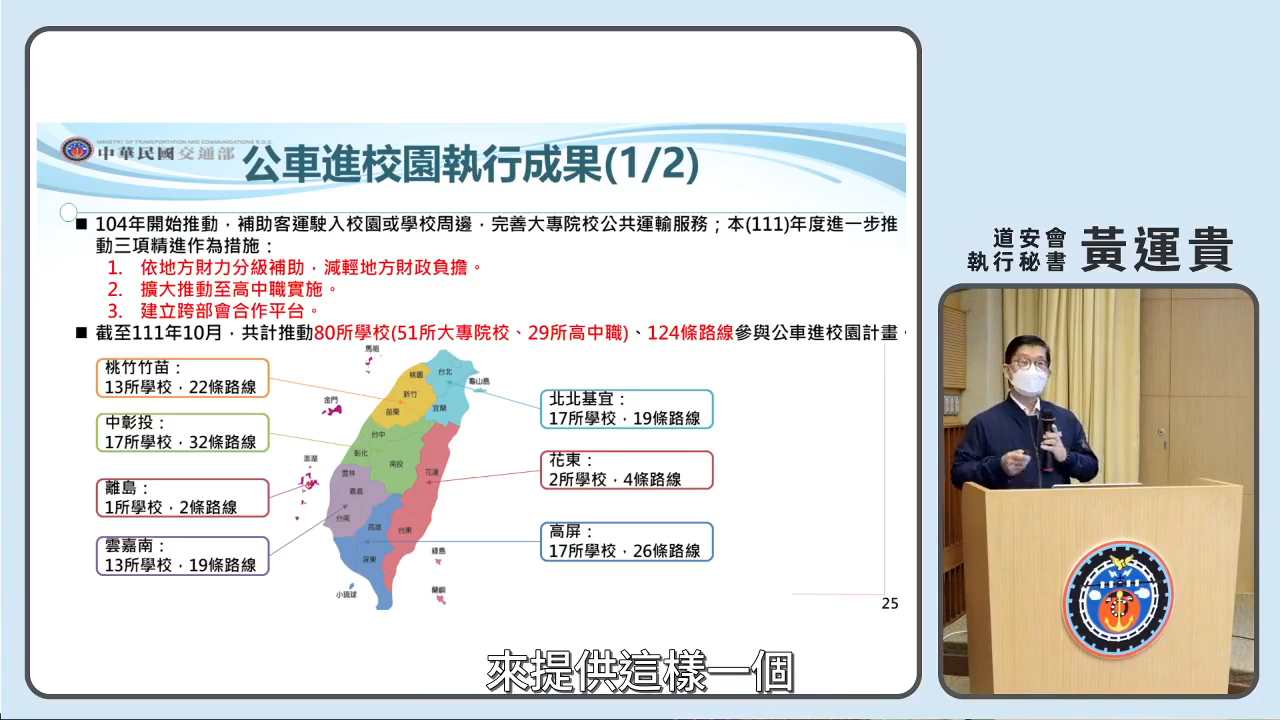 MINISTRY OF TRANSPORTATION AND COMMUNICATIONS R.O.C.
中華民國交通部
公車進校園執行成果(1/2)
■ 104年開始推動，補助客運駛入校園或學校周邊，完善大專院校公共運輸服務；本(111)年度進一步推
動三項精進作為措施：
1. 依地方財力分級補助，減輕地方財政負擔。
2. 擴大推動至高中職實施。
3. 建立跨部會合作平台。
■ 截至111年10月，共計推動80所學校(51所大專院校、29所高中職)、124條路線參與公車進校園計畫。
桃竹竹苗：
13所學校，22條路線
中彰投：
17所學校，32條路線
離島：
1所學校，2條路線
雲嘉南：
13所學校，19條路線
馬祖
金門
澎湖
小琉球
桃園
台北
龜山島
新竹
苗栗
宜蘭
台中
彰化
南投
花蓮
雲林
嘉義
台南
高雄
台東
屏東
綠島
蘭嶼
北北基宜：
17所學校，19條路線
花東：
2所學校，4條路線
高屏：
17所學校，26條路線
25
道安會
執行秘書
黃運貴
來提供這樣一個